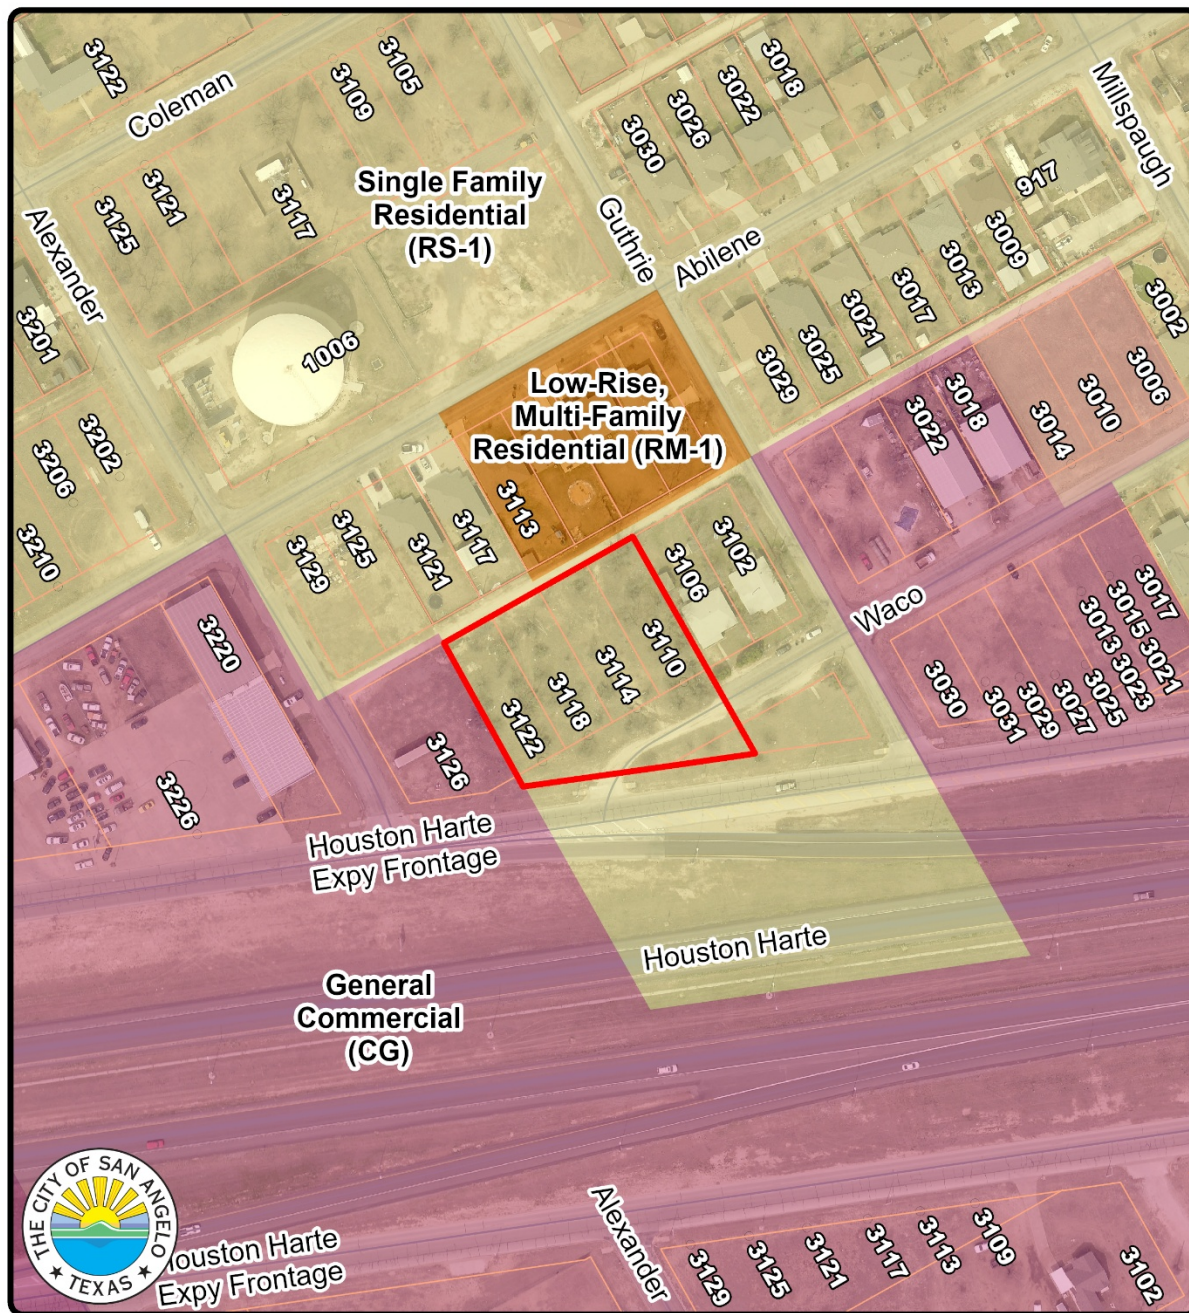 3122
Coleman
3109
3105
3018
3022
3026
3030
Millspaugh
917
Single Family
Residential
(RS-1)
3125
3121
3117
Guthrie
Abilene
3009
3013
3017
3021
3025
3029
3002
Alexander
3201
1006
3006
3010
3014
3018
3022
Low-Rise,
Multi-Family
Residential (RM-1)
3113
3202
3206
3210
3129
3125
3121
3117
3106
3102
Waco
3220
3226
3126
3122
3118
3114
3110
3030
3031
3029
3027
3025
3023
3021
3013
3015
3017
Houston Harte
Expy Frontage
Houston Harte
General
Commercial
(CG)
THE CITY OF SAN ANGELO
TEXAS
Houston Harte
Expy Frontage
Alexander
3129
3125
3121
3117
3113
3109
3102